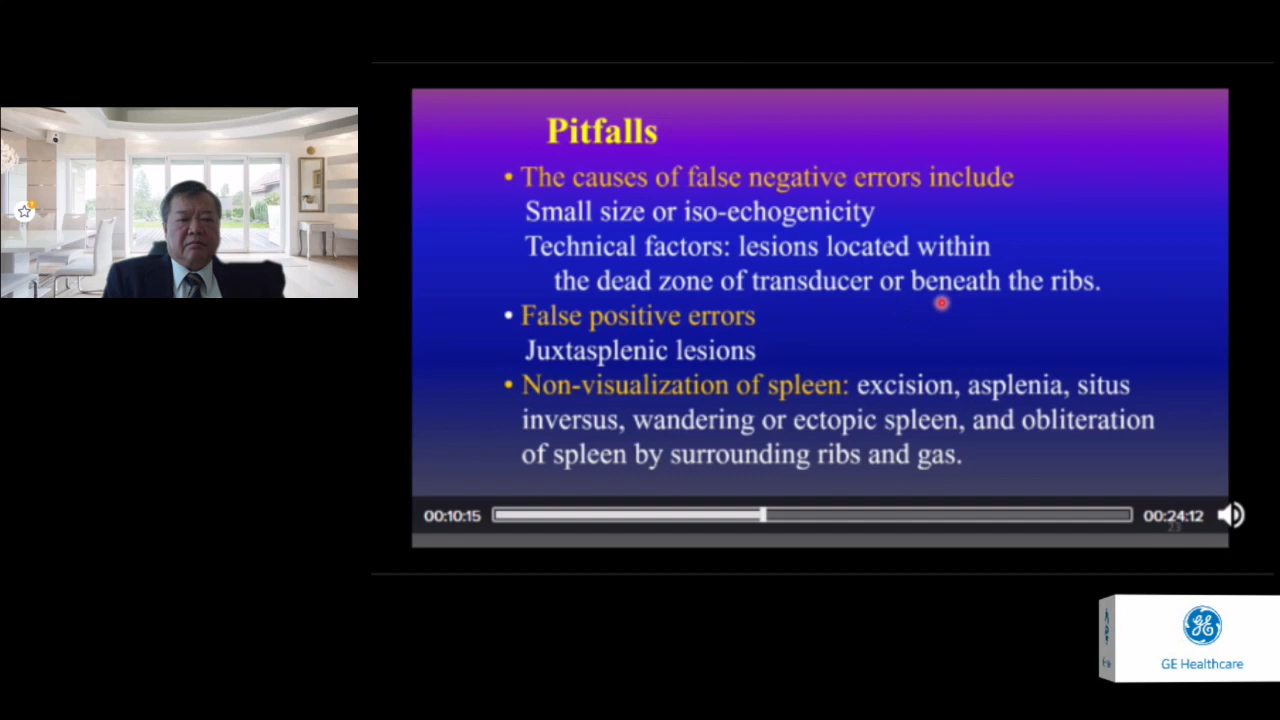 Pitfalls
• The causes of false negative errors include
Small size or iso-echogenicity
Technical factors: lesions located within
the dead zone of transducer or beneath the ribs.
• False positive errors
Juxtasplenic lesions
• Non-visualization of spleen: excision, asplenia, situs
inversus, wandering or ectopic spleen, and obliteration
of spleen by surrounding ribs and gas.
00:10:15
00:24:12
23
GE
GE Healthcare